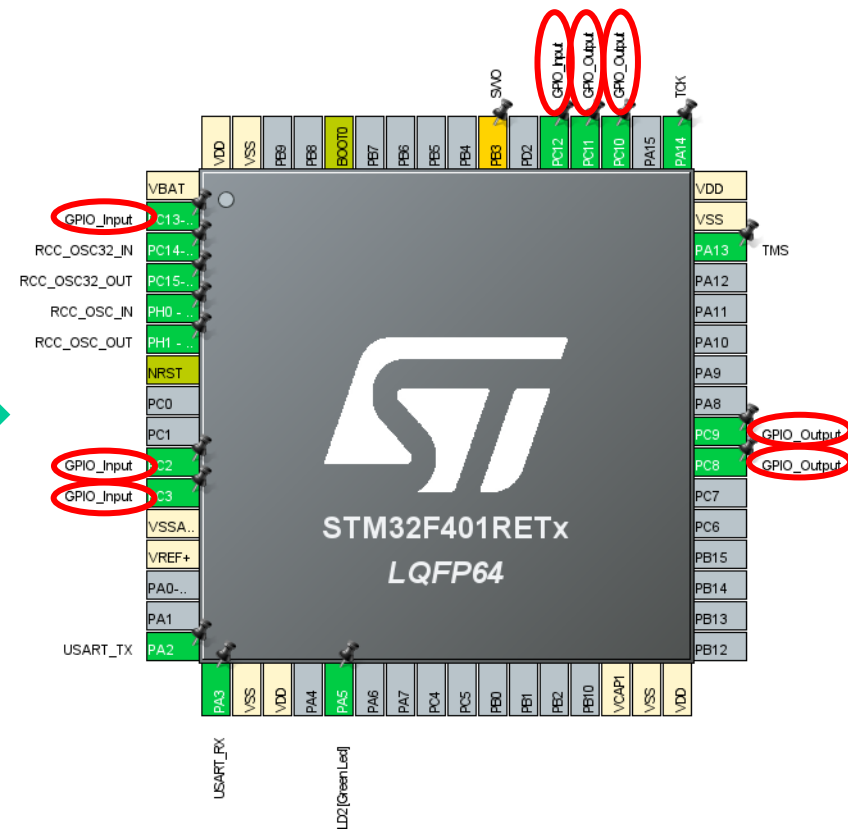 SWO
GPIO_Input
GPIO_Output
GPIO_Output
TCK
VDD
VSS
PB9
PB8
BOOT0
PB7
PB6
PB5
PB4
PB3
PD2
PC12
PC11
PC10
PA15
PA14
VBAT
GPIO_Input PC13-..
RCC_OSC32_IN PC14-..
RCC_OSC32_OUT PC15-..
RCC_OSC_IN PH0 - ..
RCC_OSC_OUT PH1 - ..
NRST
PC0
PC1
GPIO_Input PC2
GPIO_Input PC3
VSSA..
VREF+
PA0-..
PA1
USART_TX PA2
ST
STM32F401RETx
LQFP64
VDD
VSS
PA13 TMS
PA12
PA11
PA10
PA9
PA8
PC9 GPIO_Output
PC8 GPIO_Output
PC7
PC6
PB15
PB14
PB13
PB12
PA3
VSS
VDD
PA4
PA5
PA6
PA7
PC4
PC5
PB0
PB1
PB2
PB10
VCAP1
VSS
VDD
USART_RX
LD2 [Green Led]